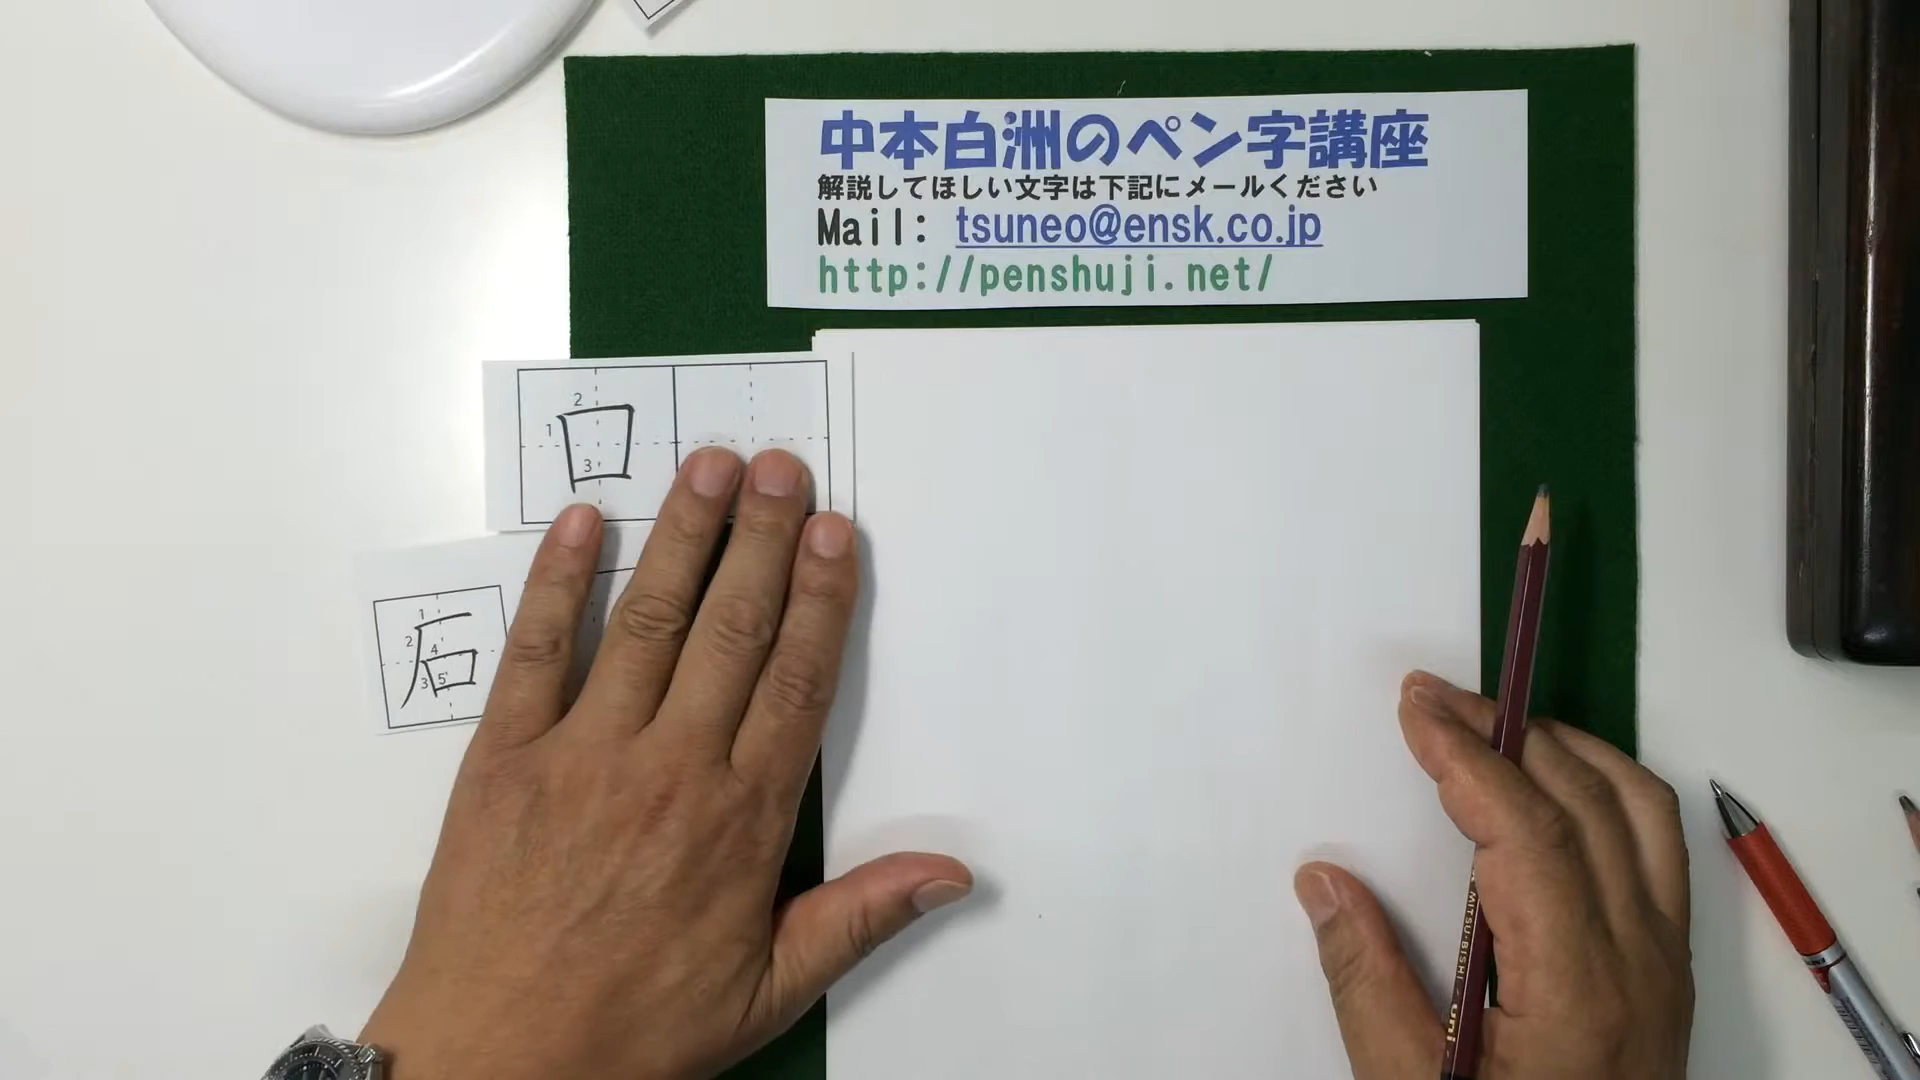 中本白洲のペン字講座
解説してほしい文字は下記にメールください
Mail: tsuneo@ensk.co.jp
http://penshuji.net/
2
1
口
3
1
2
石
4
3
5
MITSU-BISHI
uni